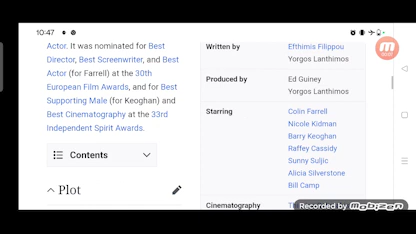 10:47
Actor. It was nominated for Best
Director, Best Screenwriter, and Best
Actor (for Farrell) at the 30th
European Film Awards, and for Best
Supporting Male (for Keoghan) and
Best Cinematography at the 33rd
Independent Spirit Awards.
Contents
Plot
Written by
Efthimis Filippou
Yorgos Lanthimos
Produced by
Ed Guiney
Yorgos Lanthimos
Starring
Colin Farrell
Nicole Kidman
Barry Keoghan
Raffey Cassidy
Sunny Suljic
Alicia Silverstone
Bill Camp
Cinematography
Recorded by Mobizen